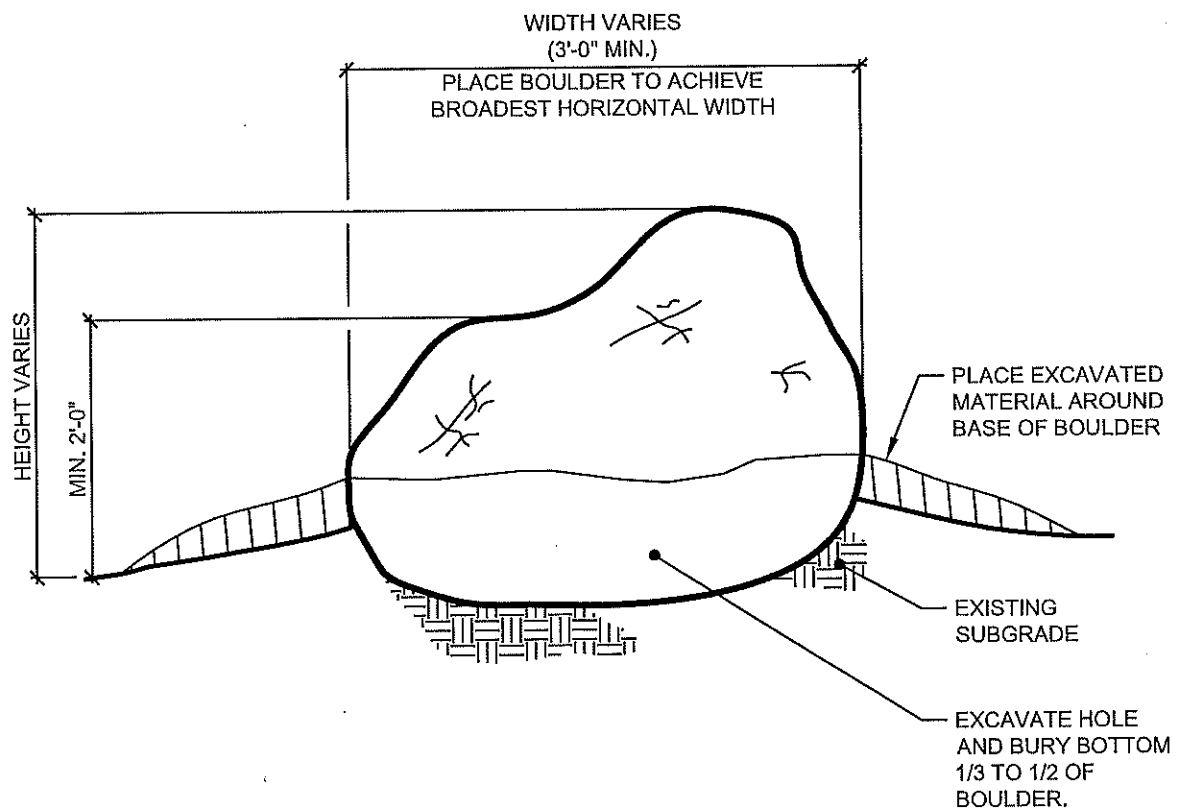 WIDTH VARIES
(3'-0" MIN.)
PLACE BOULDER TO ACHIEVE
BROADEST HORIZONTAL WIDTH
HEIGHT VARIES
MIN. 2'-0"
PLACE EXCAVATED
MATERIAL AROUND
BASE OF BOULDER
EXISTING
SUBGRADE
EXCAVATE HOLE
AND BURY BOTTOM
1/3 TO 1/2 OF
BOULDER.